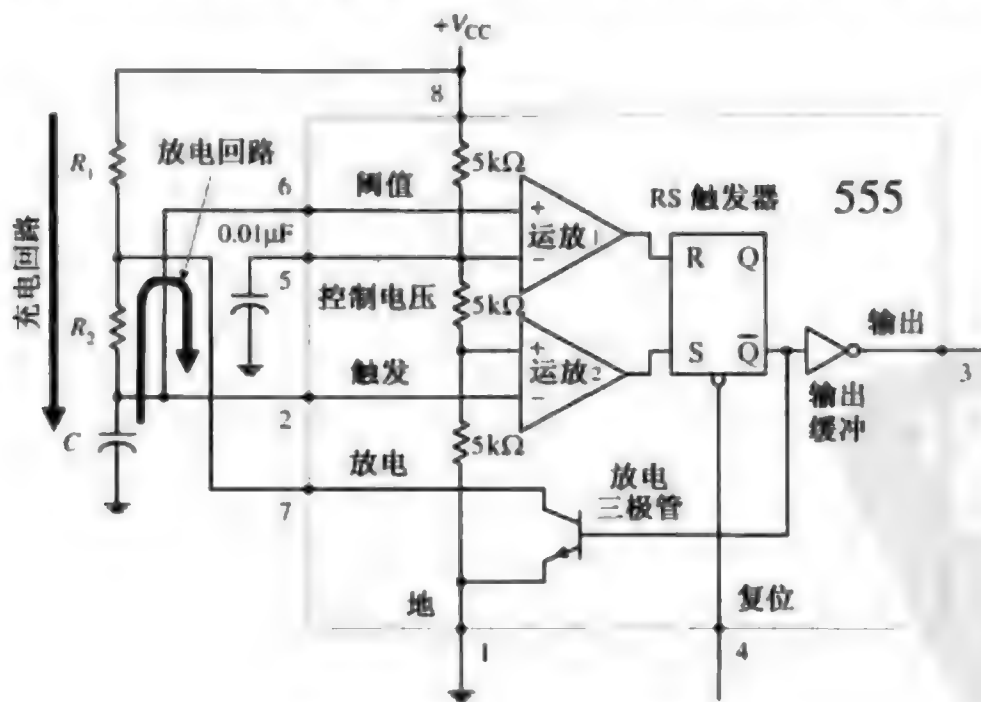 +VCC
8
R1
放电回路
5kΩ
6
阈值
RS 触发器
555
+
运放1
-
充电回路
0.01μF
5
控制电压
R
Q
R2
5kΩ
+
运放2
-
S
Q̅
输出
3
触发
2
输出
缓冲
C
5kΩ
放电
7
放电
三极管
地
复位
1
4